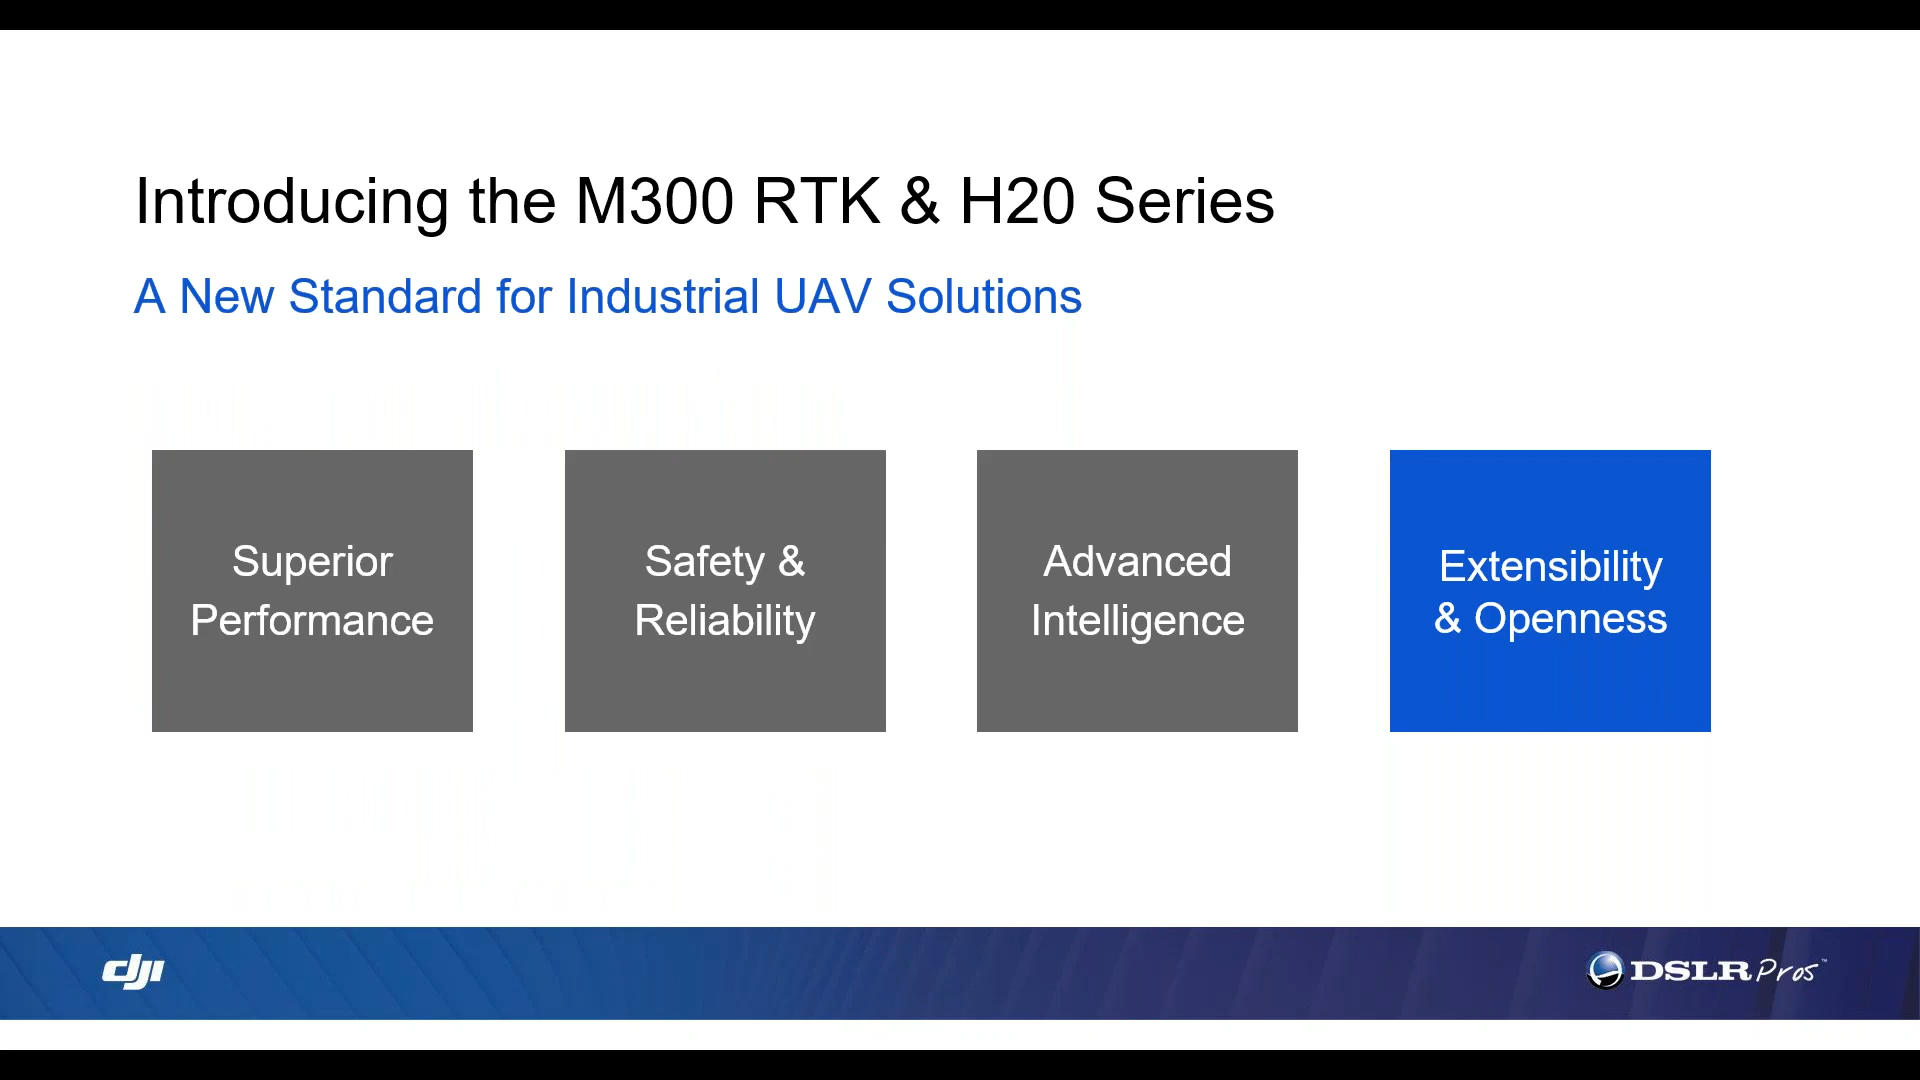 Introducing the M300 RTK & H20 Series
A New Standard for Industrial UAV Solutions
Superior
Performance
Safety &
Reliability
Advanced
Intelligence
Extensibility
& Openness
dji
DSLR Pros™